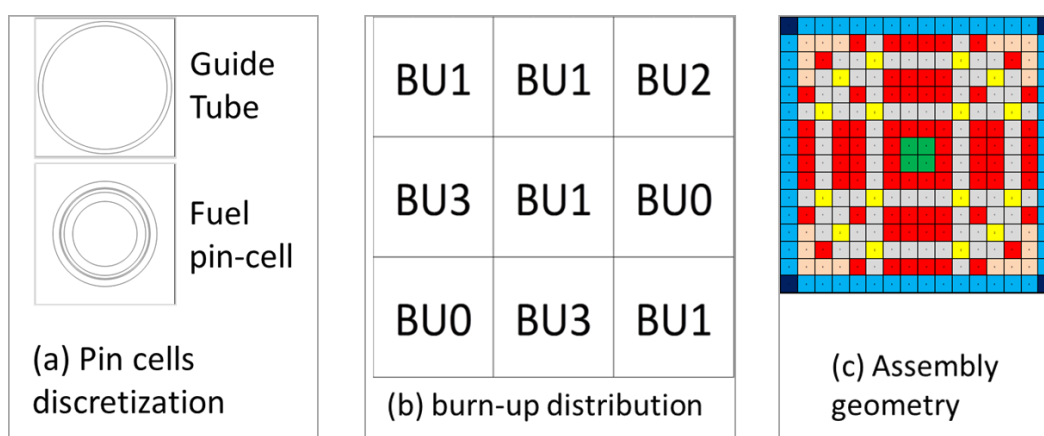 Guide
Tube
Fuel
pin-cell
(a) Pin cells
discretization
BU1 BU1 BU2
BU3 BU1 BU0
BU0 BU3 BU1
(b) burn-up distribution
(c) Assembly
geometry